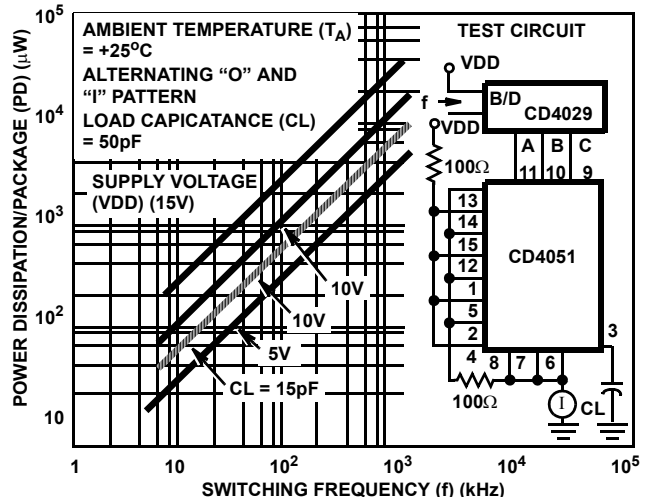 POWER DISSIPATION/PACKAGE (PD) (µW)
10⁵
10⁴
10³
10²
10
AMBIENT TEMPERATURE (TA)
= +25°C
ALTERNATING “O” AND
“I” PATTERN
LOAD CAPICATANCE (CL)
= 50pF
SUPPLY VOLTAGE
(VDD) (15V)
10V
10V
5V
CL = 15pF
TEST CIRCUIT
VDD
f
B/D
CD4029
VDD
A B C
100Ω
11 10 9
13
14
15
12
1
5
2
CD4051
3
4 8 7 6
100Ω
I
CL
1 10 10² 10³ 10⁴ 10⁵
SWITCHING FREQUENCY (f) (kHz)